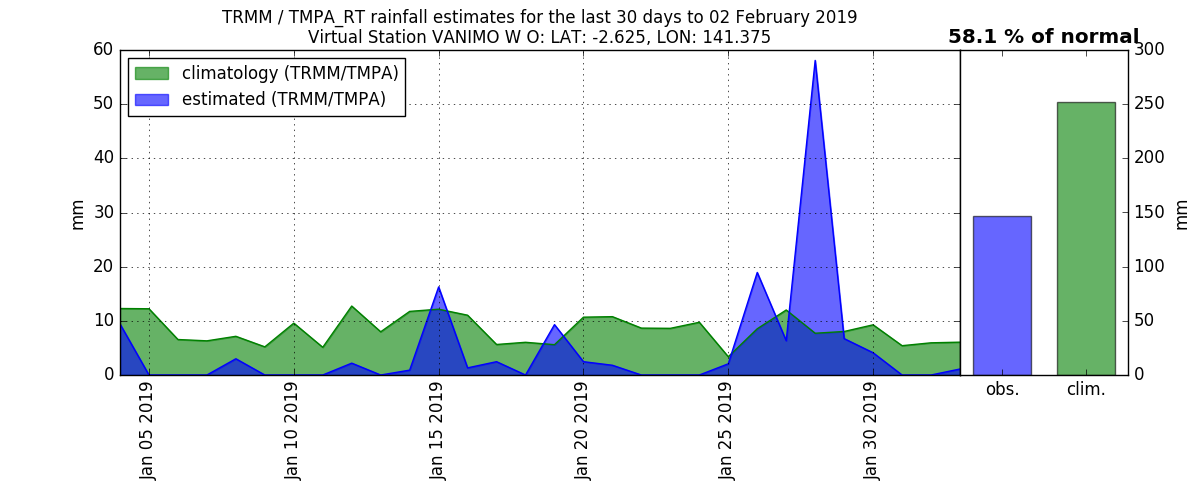 TRMM / TMPA_RT rainfall estimates for the last 30 days to 02 February 2019
Virtual Station VANIMO W O: LAT: -2.625, LON: 141.375
58.1 % of normal
climatology (TRMM/TMPA)
estimated (TRMM/TMPA)
mm
60
50
40
30
20
10
0
Jan 05 2019
Jan 10 2019
Jan 15 2019
Jan 20 2019
Jan 25 2019
Jan 30 2019
obs.
clim.
300
250
200
150
100
50
0
mm